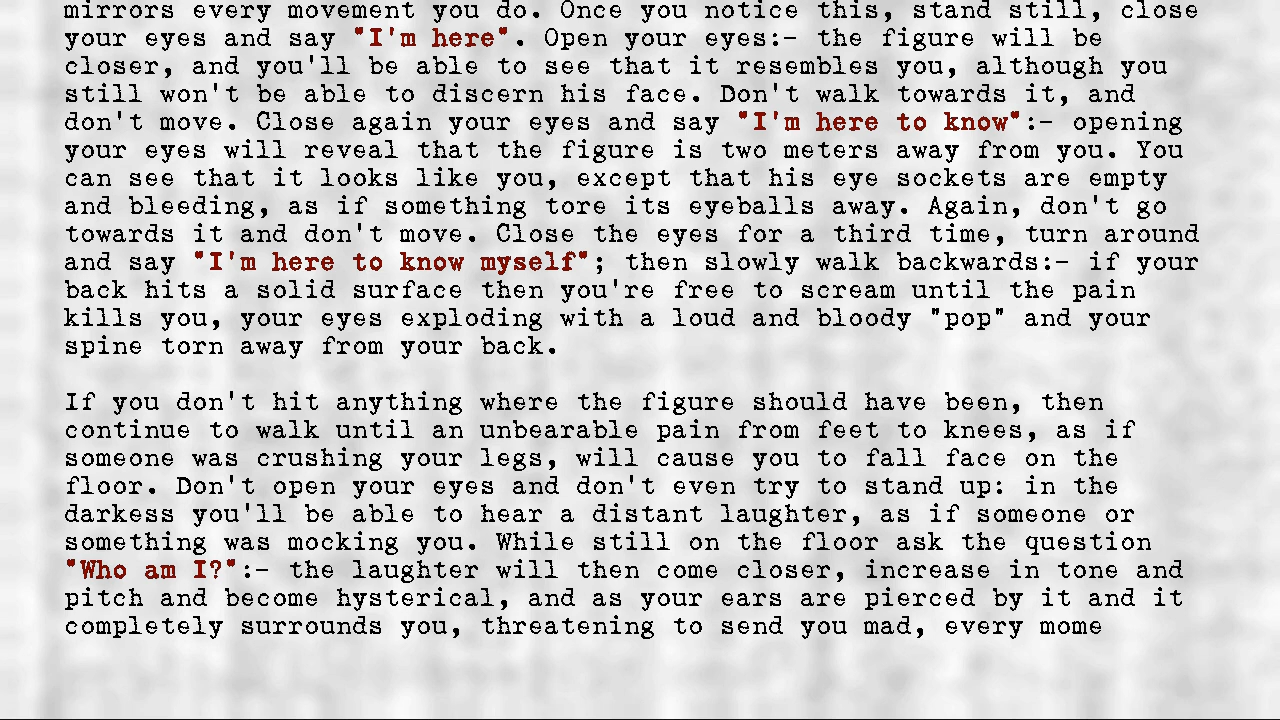 mirrors every movement you do. Once you notice this, stand still, close
your eyes and say "I'm here". Open your eyes:- the figure will be
closer, and you'll be able to see that it resembles you, although you
still won't be able to discern his face. Don't walk towards it, and
don't move. Close again your eyes and say "I'm here to know":- opening
your eyes will reveal that the figure is two meters away from you. You
can see that it looks like you, except that his eye sockets are empty
and bleeding, as if something tore its eyeballs away. Again, don't go
towards it and don't move. Close the eyes for a third time, turn around
and say "I'm here to know myself"; then slowly walk backwards:- if your
back hits a solid surface then you're free to scream until the pain
kills you, your eyes exploding with a loud and bloody "pop" and your
spine torn away from your back.
If you don't hit anything where the figure should have been, then
continue to walk until an unbearable pain from feet to knees, as if
someone was crushing your legs, will cause you to fall face on the
floor. Don't open your eyes and don't even try to stand up: in the
darkess you'll be able to hear a distant laughter, as if someone or
something was mocking you. While still on the floor ask the question
"Who am I?":- the laughter will then come closer, increase in tone and
pitch and become hysterical, and as your ears are pierced by it and it
completely surrounds you, threatening to send you mad, every mome